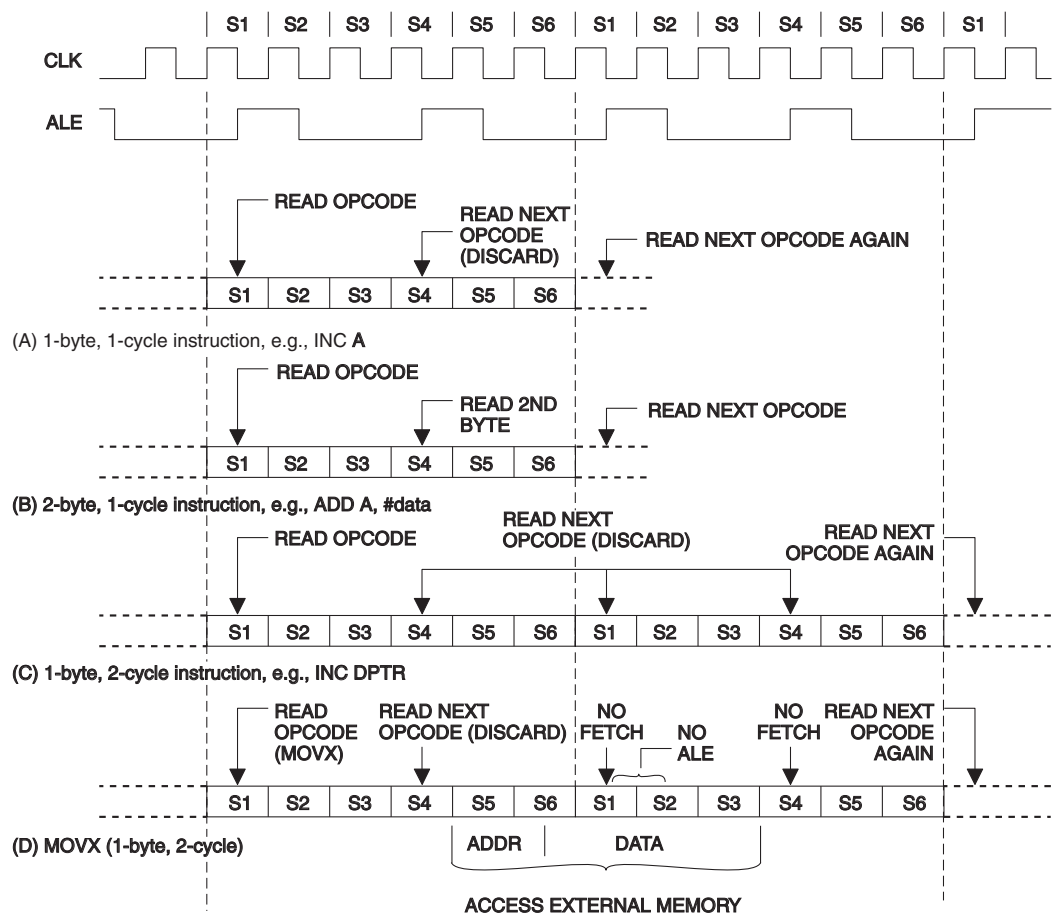 S1 S2 S3 S4 S5 S6 S1 S2 S3 S4 S5 S6 S1
CLK
ALE
READ OPCODE
READ NEXT
OPCODE
(DISCARD)
READ NEXT OPCODE AGAIN
S1 S2 S3 S4 S5 S6
(A) 1-byte, 1-cycle instruction, e.g., INC A
READ OPCODE
READ 2ND
BYTE
READ NEXT OPCODE
S1 S2 S3 S4 S5 S6
(B) 2-byte, 1-cycle instruction, e.g., ADD A, #data
READ OPCODE
READ NEXT
OPCODE (DISCARD)
READ NEXT
OPCODE AGAIN
S1 S2 S3 S4 S5 S6 S1 S2 S3 S4 S5 S6
(C) 1-byte, 2-cycle instruction, e.g., INC DPTR
READ
OPCODE
(MOVX)
READ NEXT
OPCODE (DISCARD)
NO
FETCH
NO
ALE
NO
FETCH
READ NEXT
OPCODE
AGAIN
S1 S2 S3 S4 S5 S6 S1 S2 S3 S4 S5 S6
(D) MOVX (1-byte, 2-cycle)
ADDR DATA
ACCESS EXTERNAL MEMORY